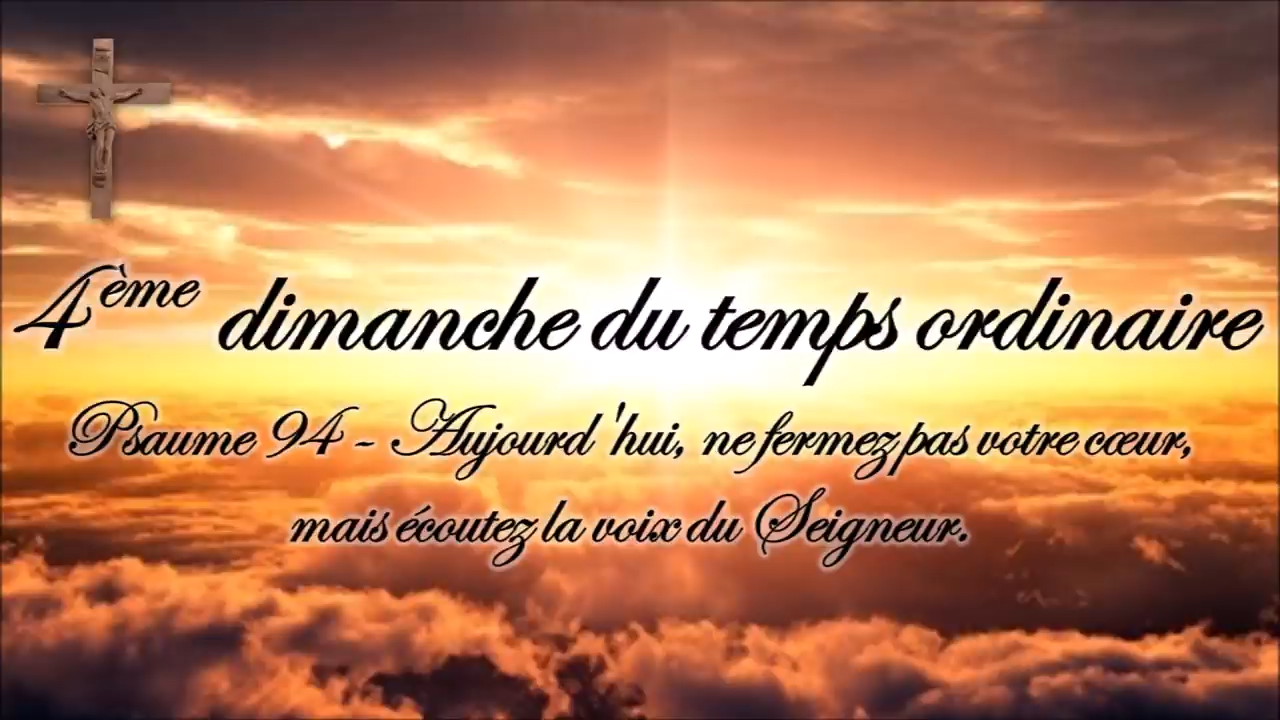 4ème dimanche du temps ordinaire
Psaume 94 - Aujourd'hui, ne fermez pas votre cœur,
mais écoutez la voix du Seigneur.